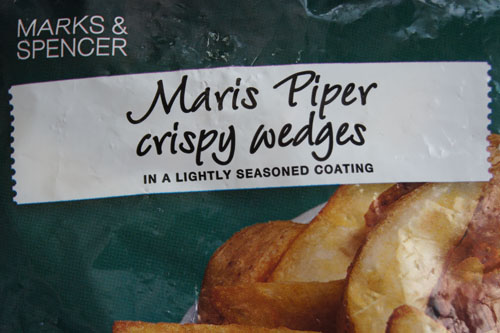 MARKS &
SPENCER
Maris Piper
crispy wedges
IN A LIGHTLY SEASONED COATING